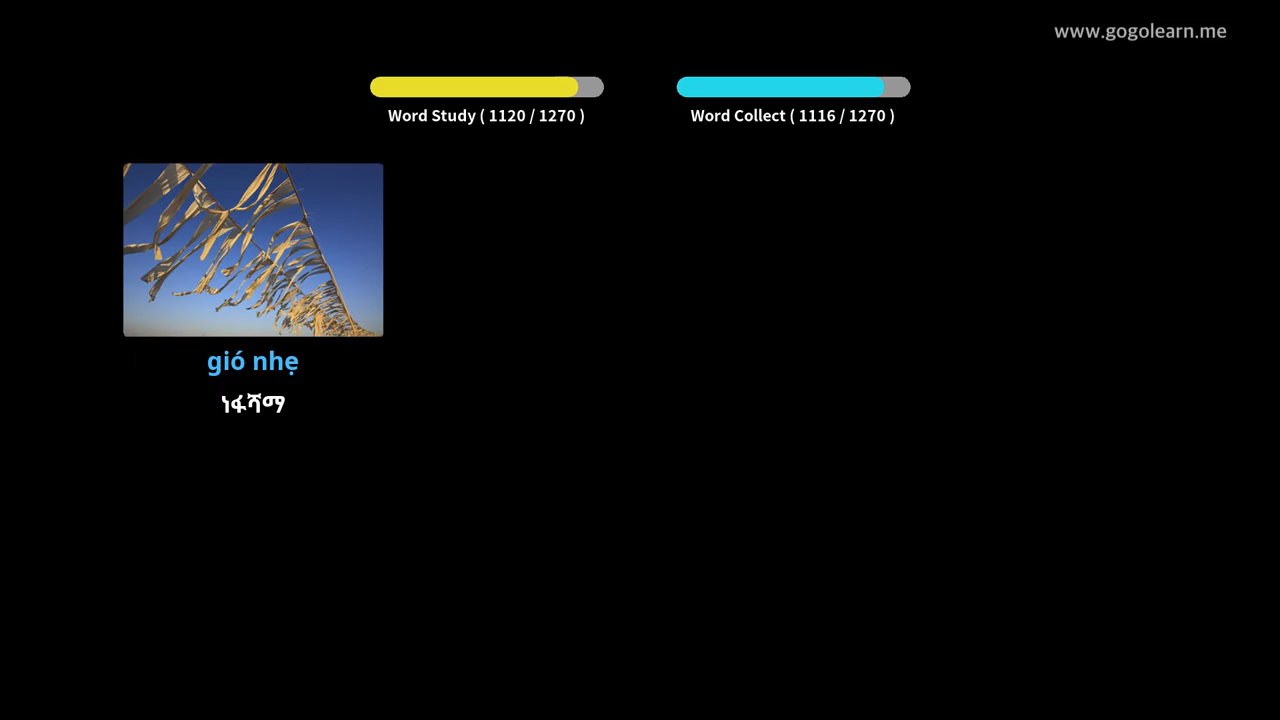 www.gogolearn.me
Word Study ( 1120 / 1270 )
Word Collect ( 1116 / 1270 )
gió nhẹ
ነፋሻማ